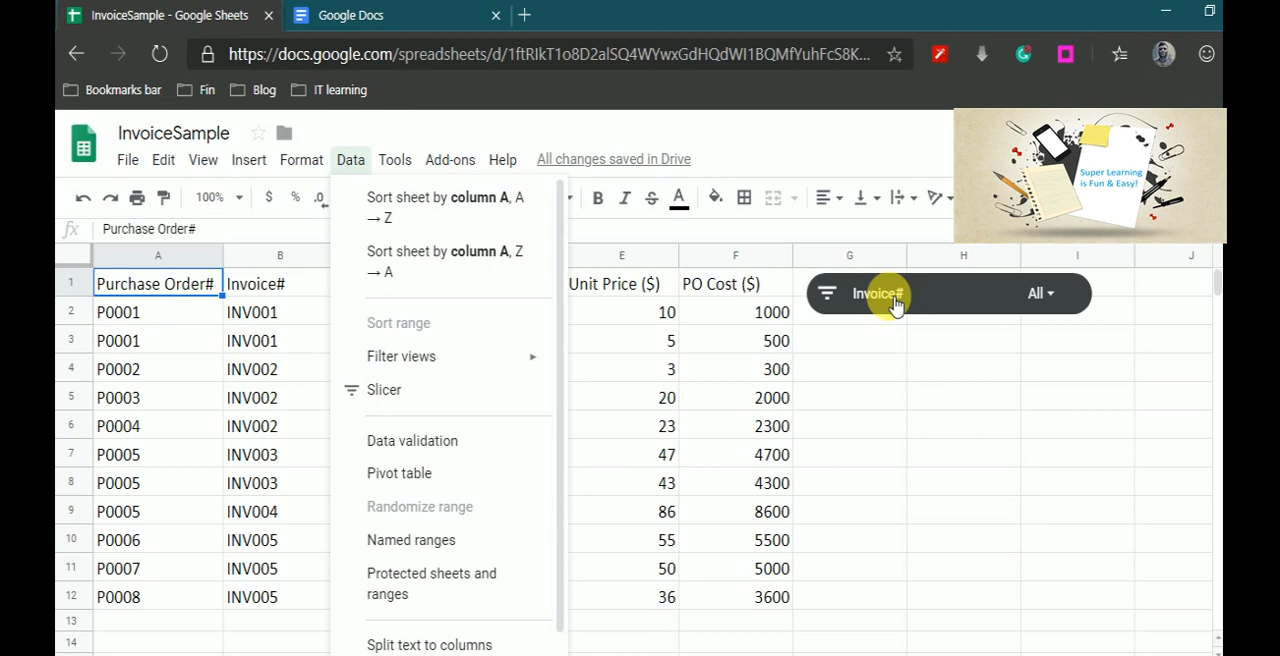 InvoiceSample - Google Sheets × Google Docs × +
https://docs.google.com/spreadsheets/d/1ftRIkT1o8D2alSQ4WYwxGdHQdWI1BQMfYuhFcS8K...
Bookmarks bar Fin Blog IT learning
InvoiceSample
File Edit View Insert Format Data Tools Add-ons Help All changes saved in Drive
100% $ % .0 B I S A
Super Learning
is Fun & Easy!
fx Purchase Order#
A B E F G H I J
1 Purchase Order# Invoice# Unit Price ($) PO Cost ($) Invoice# All
2 P0001 INV001 10 1000
3 P0001 INV001 5 500
4 P0002 INV002 3 300
5 P0003 INV002 20 2000
6 P0004 INV002 23 2300
7 P0005 INV003 47 4700
8 P0005 INV003 43 4300
9 P0005 INV004 86 8600
10 P0006 INV005 55 5500
11 P0007 INV005 50 5000
12 P0008 INV005 36 3600
13
14
Sort sheet by column A, A
→ Z
Sort sheet by column A, Z
→ A
Sort range
Filter views
Slicer
Data validation
Pivot table
Randomize range
Named ranges
Protected sheets and
ranges
Split text to columns